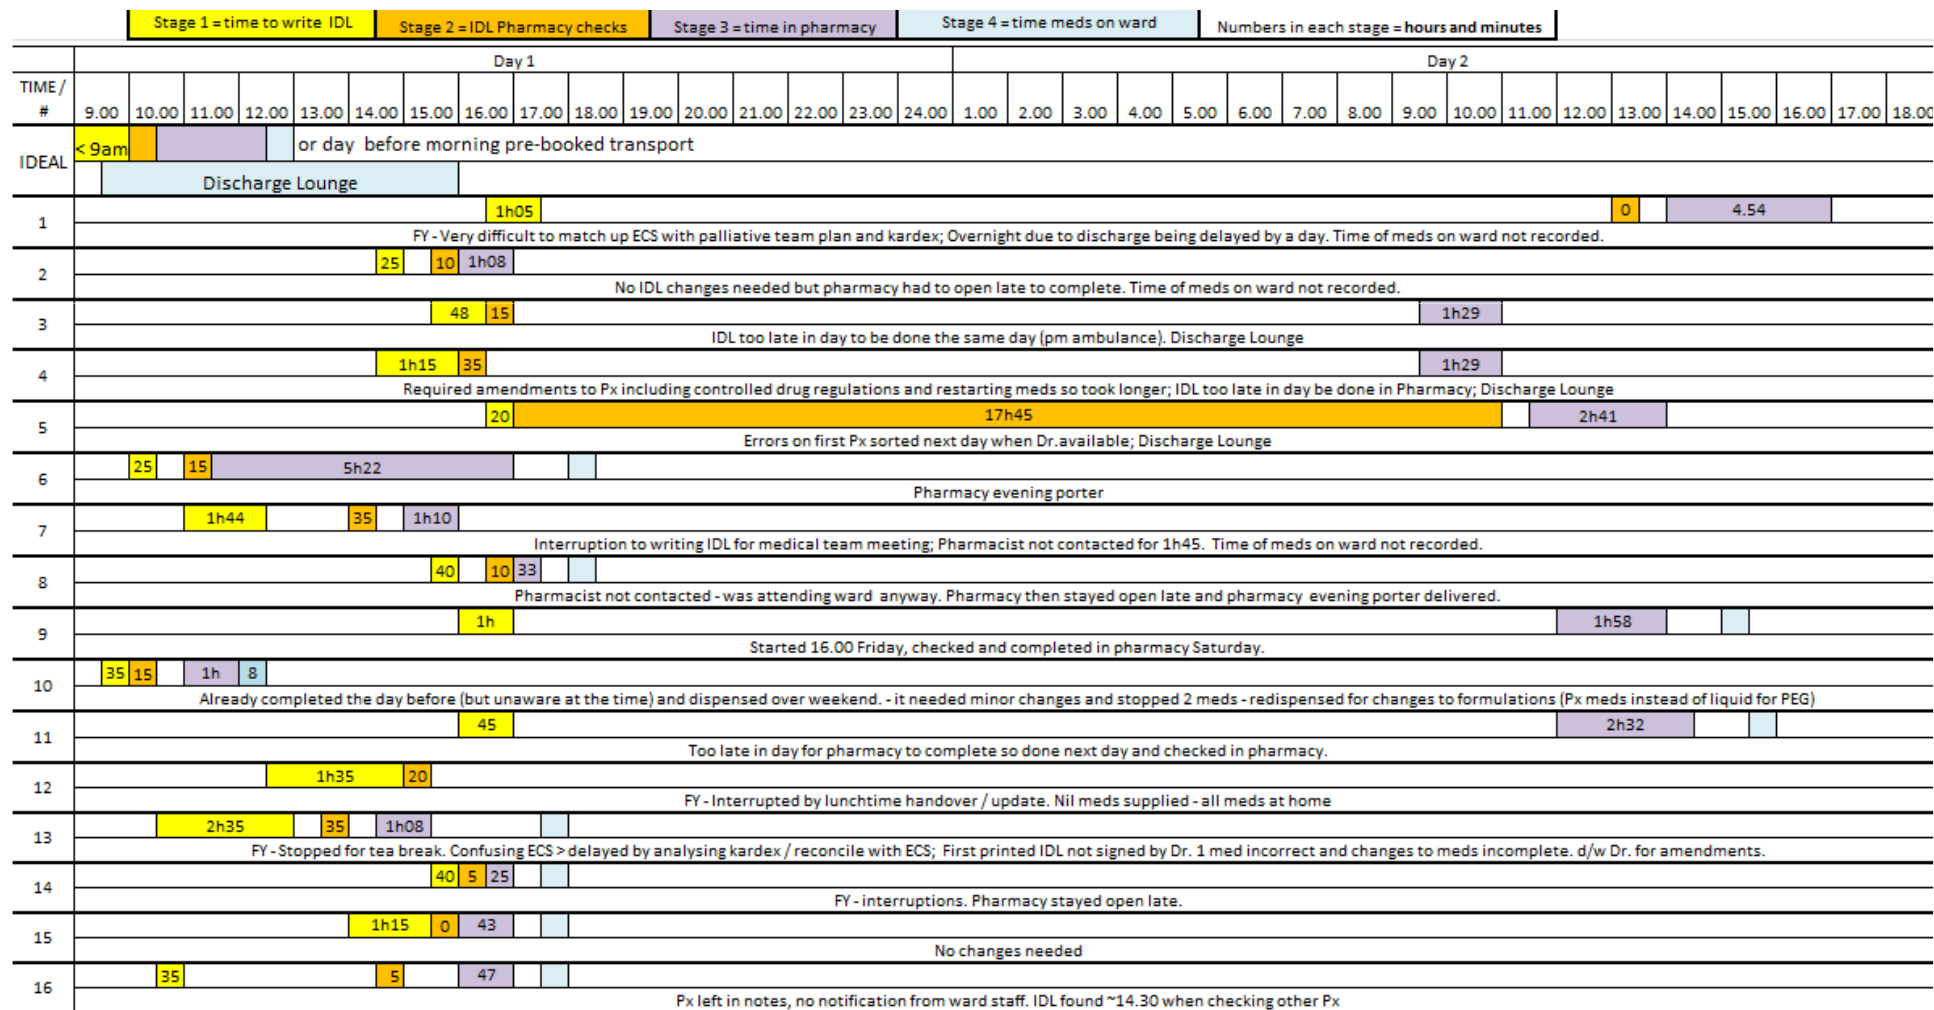 Stage 1 = time to write IDL
Stage 2 = IDL Pharmacy checks
Stage 3 = time in pharmacy
Stage 4 = time meds on ward
Numbers in each stage = hours and minutes
Day 1 Day 2
TIME / # 9.00 10.00 11.00 12.00 13.00 14.00 15.00 16.00 17.00 18.00 19.00 20.00 21.00 22.00 23.00 24.00 1.00 2.00 3.00 4.00 5.00 6.00 7.00 8.00 9.00 10.00 11.00 12.00 13.00 14.00 15.00 16.00 17.00 18.00
IDEAL < 9am or day before morning pre-booked transport
Discharge Lounge
1 1h05 0 4.54
FY - Very difficult to match up ECS with palliative team plan and kardex; Overnight due to discharge being delayed by a day. Time of meds on ward not recorded.
2 25 10 1h08
No IDL changes needed but pharmacy had to open late to complete. Time of meds on ward not recorded.
3 48 15 1h29
IDL too late in day to be done the same day (pm ambulance). Discharge Lounge
4 1h15 35 1h29
Required amendments to Px including controlled drug regulations and restarting meds so took longer; IDL too late in day be done in Pharmacy; Discharge Lounge
5 20 17h45 2h41
Errors on first Px sorted next day when Dr.available; Discharge Lounge
6 25 15 5h22
Pharmacy evening porter
7 1h44 35 1h10
Interruption to writing IDL for medical team meeting; Pharmacist not contacted for 1h45. Time of meds on ward not recorded.
8 40 10 33
Pharmacist not contacted - was attending ward anyway. Pharmacy then stayed open late and pharmacy evening porter delivered.
9 1h 1h58
Started 16.00 Friday, checked and completed in pharmacy Saturday.
10 35 15 1h 8
Already completed the day before (but unaware at the time) and dispensed over weekend. - it needed minor changes and stopped 2 meds - redispensed for changes to formulations (Px meds instead of liquid for PEG)
11 45 2h32
Too late in day for pharmacy to complete so done next day and checked in pharmacy.
12 1h35 20
FY - Interrupted by lunchtime handover / update. Nil meds supplied - all meds at home
13 2h35 35 1h08
FY - Stopped for tea break. Confusing ECS > delayed by analysing kardex / reconcile with ECS; First printed IDL not signed by Dr. 1 med incorrect and changes to meds incomplete. d/w Dr. for amendments.
14 40 5 25
FY - interruptions. Pharmacy stayed open late.
15 1h15 0 43
No changes needed
16 35 5 47
Px left in notes, no notification from ward staff. IDL found ~14.30 when checking other Px